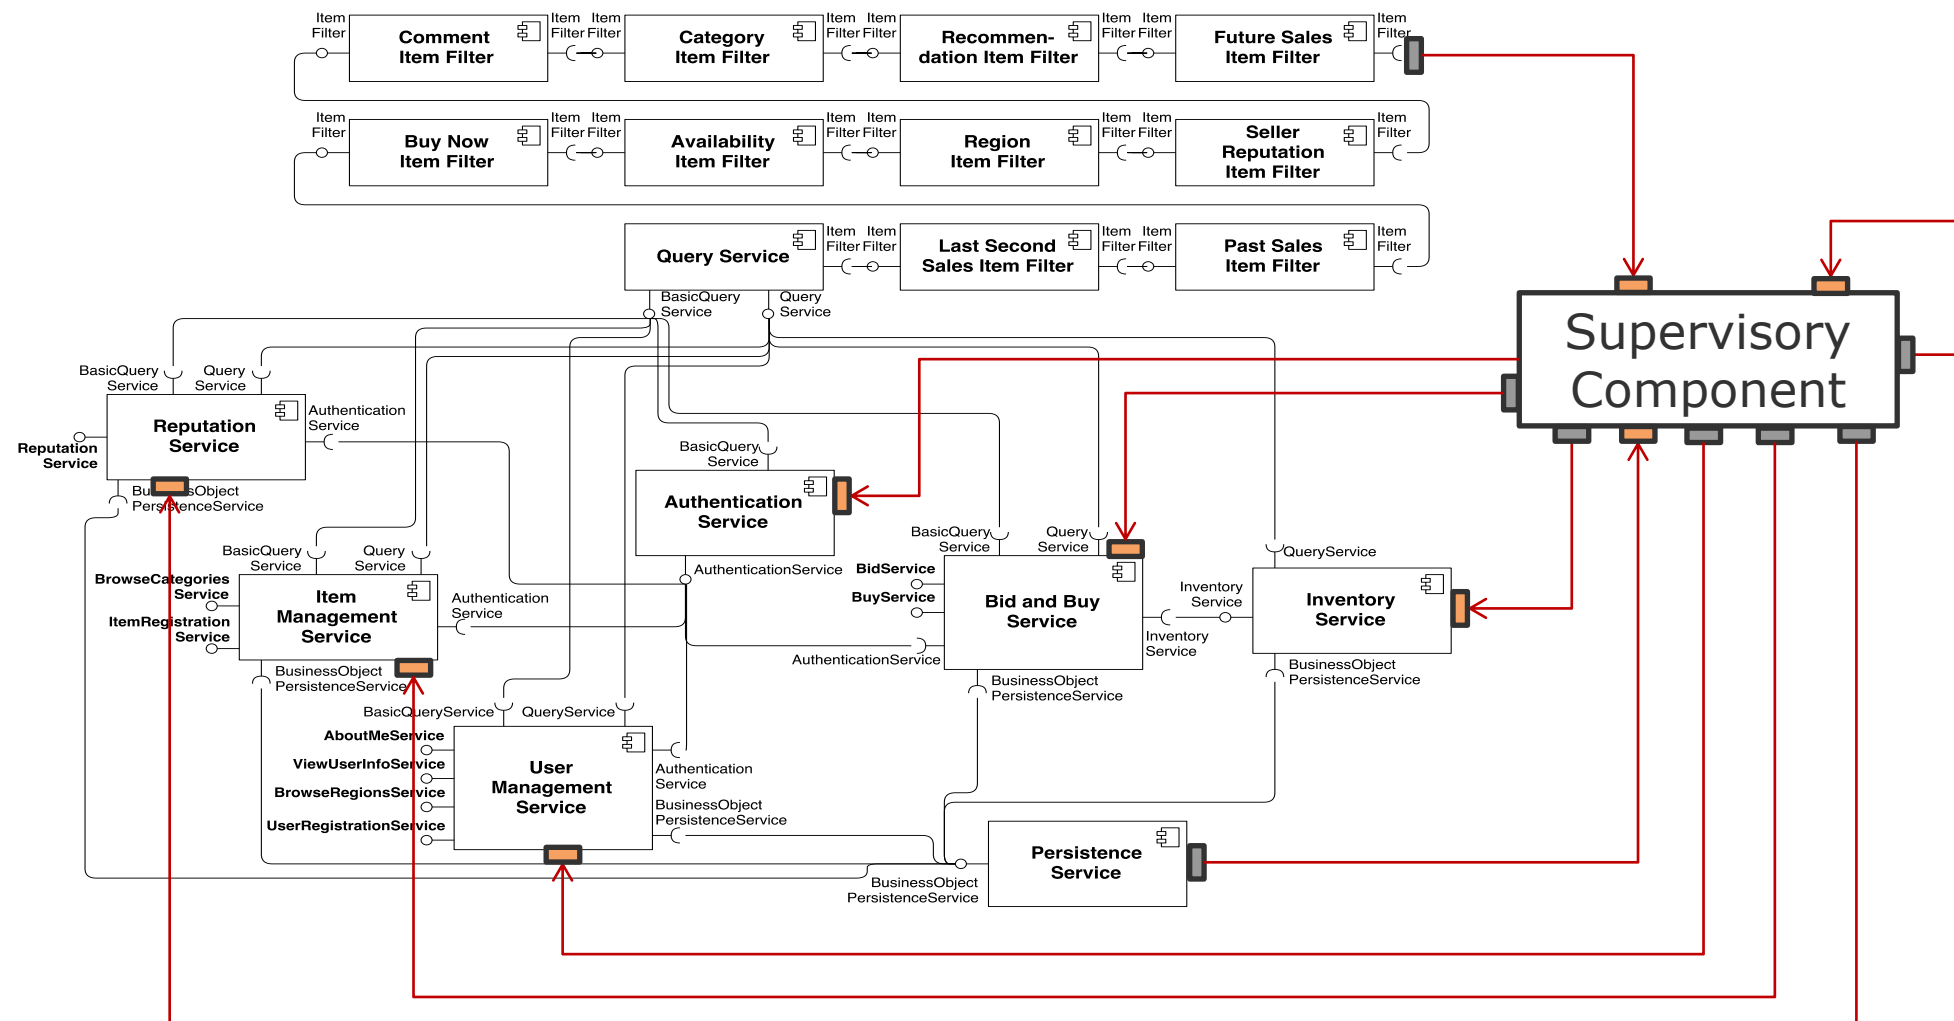 Item
Filter
Comment
Item Filter
Item
Filter
Item
Filter
Category
Item Filter
Item
Filter
Item
Filter
Recommen-
dation Item Filter
Item
Filter
Item
Filter
Future Sales
Item Filter
Item
Filter
Item
Filter
Buy Now
Item Filter
Item
Filter
Item
Filter
Availability
Item Filter
Item
Filter
Item
Filter
Region
Item Filter
Item
Filter
Item
Filter
Seller
Reputation
Item Filter
Item
Filter
Query Service
Item
Filter
Item
Filter
Last Second
Sales Item Filter
Item
Filter
Item
Filter
Past Sales
Item Filter
Item
Filter
BasicQuery
Service
Query
Service
Supervisory
Component
BasicQuery
Service
Query
Service
Reputation
Service
Authentication
Service
Reputation
Service
BusinessObject
PersistenceService
BasicQuery
Service
Authentication
Service
AuthenticationService
BasicQuery
Service
Query
Service
BrowseCategories
Service
ItemRegistration
Service
Item
Management
Service
Authentication
Service
BusinessObject
PersistenceService
BasicQuery
Service
Query
Service
BidService
BuyService
Bid and Buy
Service
AuthenticationService
Inventory
Service
Inventory
Service
QueryService
Inventory
Service
BusinessObject
PersistenceService
BusinessObject
PersistenceService
BasicQueryService
QueryService
AboutMeService
ViewUserInfoService
BrowseRegionsService
UserRegistrationService
User
Management
Service
Authentication
Service
BusinessObject
PersistenceService
Persistence
Service
BusinessObject
PersistenceService